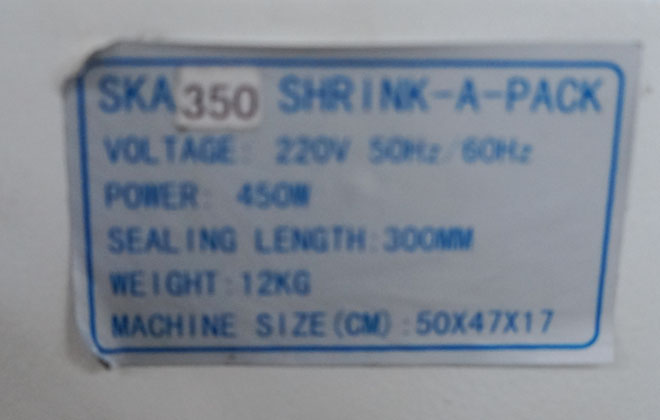 SKA 350 SHRINK-A-PACK
VOLTAGE: 220V 50Hz/60Hz
POWER: 450W
SEALING LENGTH:300MM
WEIGHT:12KG
MACHINE SIZE(CM):50X47X17